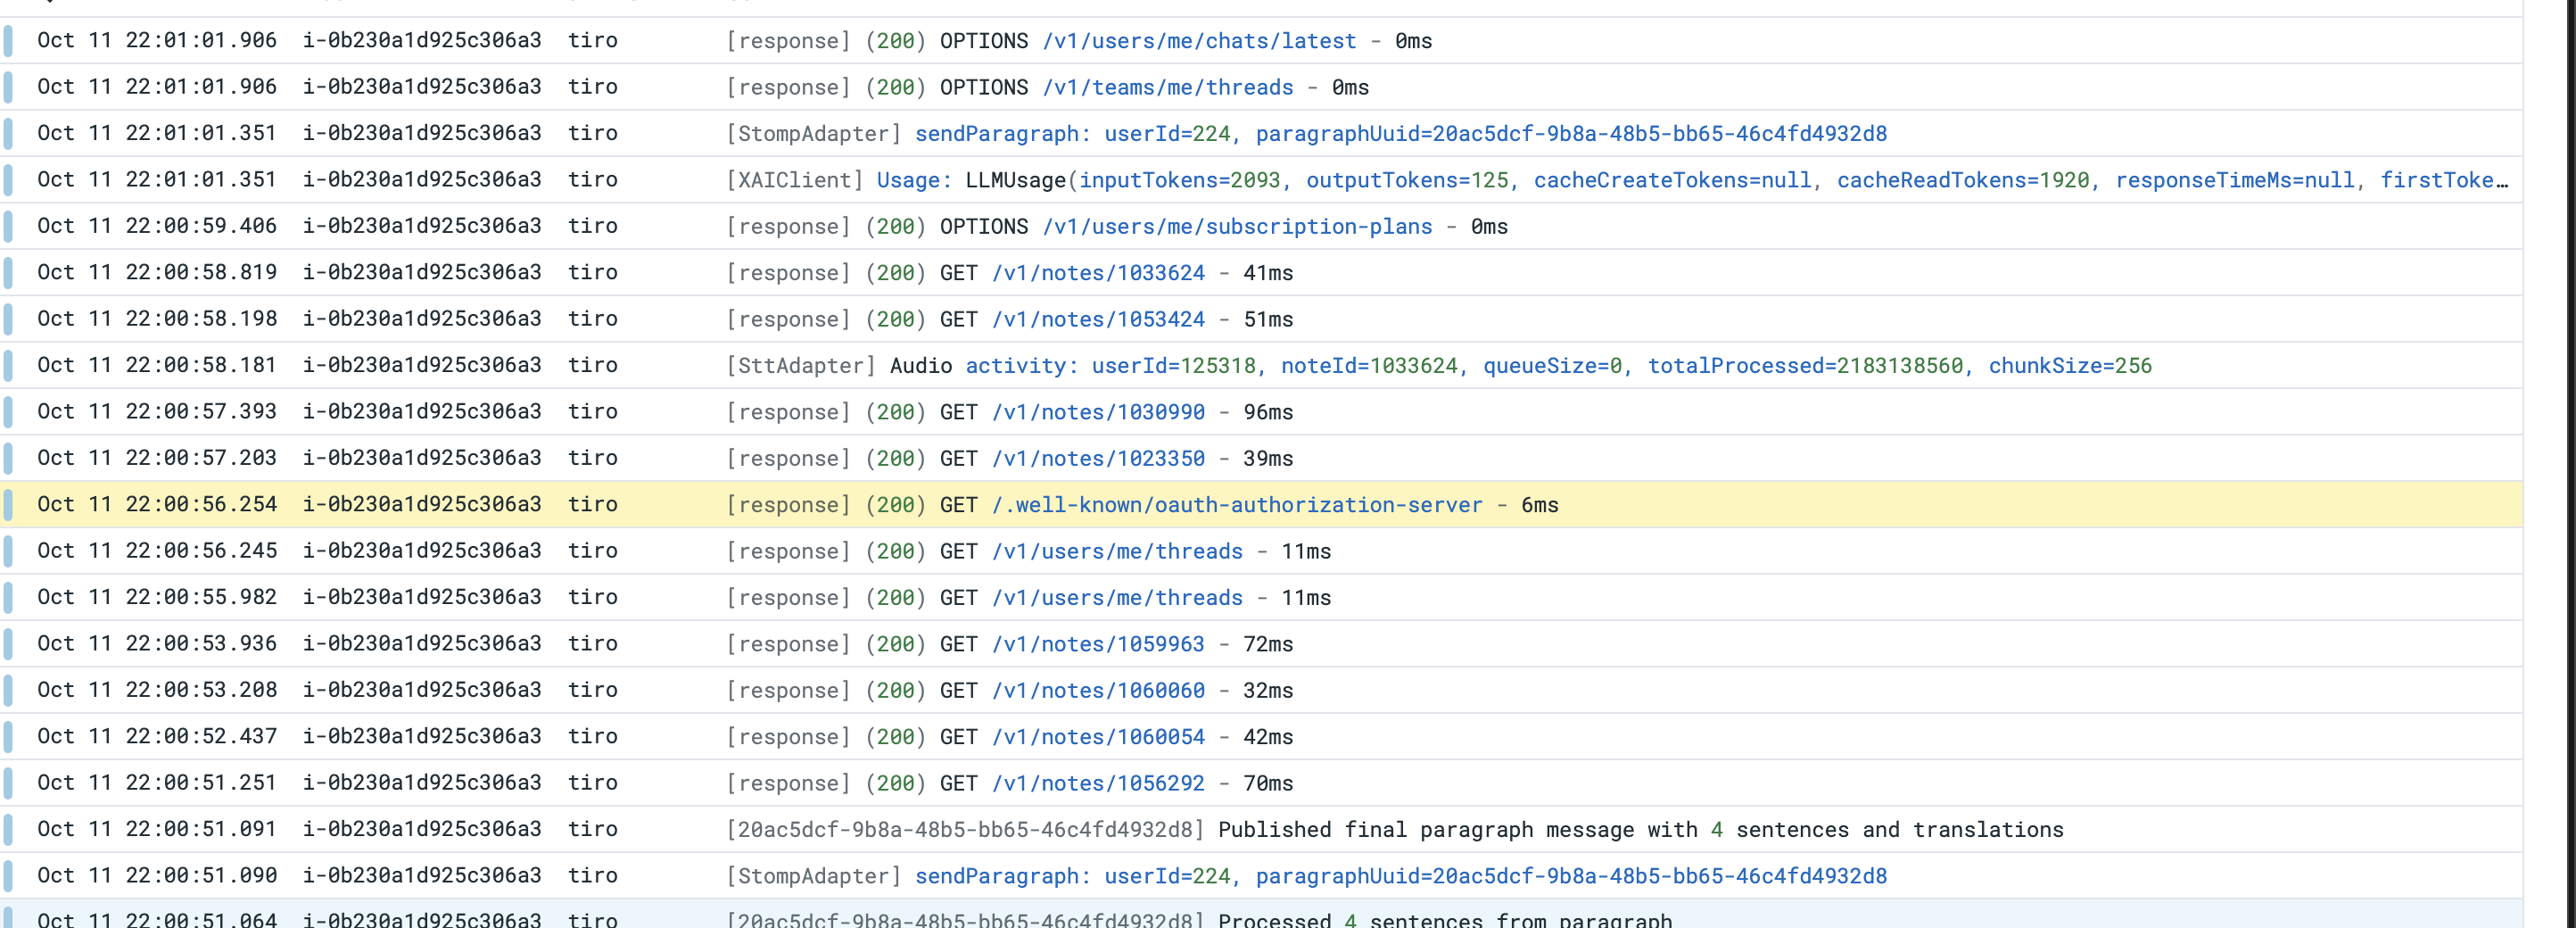 Oct 11 22:01:01.906 i-0b230a1d925c306a3 tiro [response] (200) OPTIONS /v1/users/me/chats/latest - 0ms
Oct 11 22:01:01.906 i-0b230a1d925c306a3 tiro [response] (200) OPTIONS /v1/teams/me/threads - 0ms
Oct 11 22:01:01.351 i-0b230a1d925c306a3 tiro [StompAdapter] sendParagraph: userId=224, paragraphUuid=20ac5dcf-9b8a-48b5-bb65-46c4fd4932d8
Oct 11 22:01:01.351 i-0b230a1d925c306a3 tiro [XAIClient] Usage: LLMUsage(inputTokens=2093, outputTokens=125, cacheCreateTokens=null, cacheReadTokens=1920, responseTimeMs=null, firstToke…
Oct 11 22:00:59.406 i-0b230a1d925c306a3 tiro [response] (200) OPTIONS /v1/users/me/subscription-plans - 0ms
Oct 11 22:00:58.819 i-0b230a1d925c306a3 tiro [response] (200) GET /v1/notes/1033624 - 41ms
Oct 11 22:00:58.198 i-0b230a1d925c306a3 tiro [response] (200) GET /v1/notes/1053424 - 51ms
Oct 11 22:00:58.181 i-0b230a1d925c306a3 tiro [SttAdapter] Audio activity: userId=125318, noteId=1033624, queueSize=0, totalProcessed=2183138560, chunkSize=256
Oct 11 22:00:57.393 i-0b230a1d925c306a3 tiro [response] (200) GET /v1/notes/1030990 - 96ms
Oct 11 22:00:57.203 i-0b230a1d925c306a3 tiro [response] (200) GET /v1/notes/1023350 - 39ms
Oct 11 22:00:56.254 i-0b230a1d925c306a3 tiro [response] (200) GET /.well-known/oauth-authorization-server - 6ms
Oct 11 22:00:56.245 i-0b230a1d925c306a3 tiro [response] (200) GET /v1/users/me/threads - 11ms
Oct 11 22:00:55.982 i-0b230a1d925c306a3 tiro [response] (200) GET /v1/users/me/threads - 11ms
Oct 11 22:00:53.936 i-0b230a1d925c306a3 tiro [response] (200) GET /v1/notes/1059963 - 72ms
Oct 11 22:00:53.208 i-0b230a1d925c306a3 tiro [response] (200) GET /v1/notes/1060060 - 32ms
Oct 11 22:00:52.437 i-0b230a1d925c306a3 tiro [response] (200) GET /v1/notes/1060054 - 42ms
Oct 11 22:00:51.251 i-0b230a1d925c306a3 tiro [response] (200) GET /v1/notes/1056292 - 70ms
Oct 11 22:00:51.091 i-0b230a1d925c306a3 tiro [20ac5dcf-9b8a-48b5-bb65-46c4fd4932d8] Published final paragraph message with 4 sentences and translations
Oct 11 22:00:51.090 i-0b230a1d925c306a3 tiro [StompAdapter] sendParagraph: userId=224, paragraphUuid=20ac5dcf-9b8a-48b5-bb65-46c4fd4932d8
Oct 11 22:00:51.064 i-0b230a1d925c306a3 tiro [20ac5dcf-9b8a-48b5-bb65-46c4fd4932d8] Processed 4 sentences from paragraph